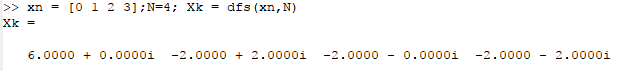 >> xn = [0 1 2 3];N=4; Xk = dfs(xn,N)
Xk =
6.0000 + 0.0000i  -2.0000 + 2.0000i  -2.0000 - 0.0000i  -2.0000 - 2.0000i